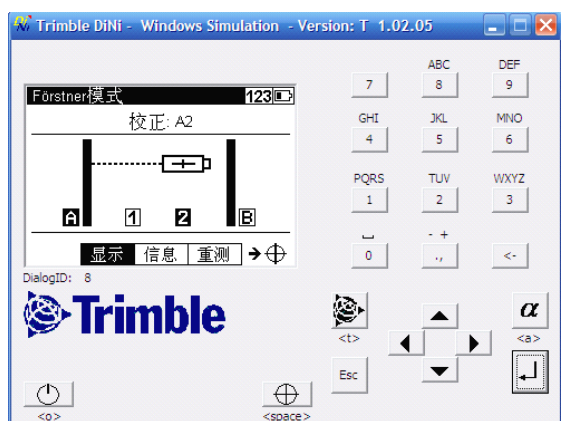 Trimble DiNi - Windows Simulation - Version: T 1.02.05
Förstner模式 123
校正: A2
A 1 2 B
显示 信息 重测
DialogID: 8
Trimble
ABC DEF
7 8 9
GHI JKL MNO
4 5 6
PQRS TUV WXYZ
1 2 3
- +
0 ., <-
<t> α
<a>
Esc
<o> <space>